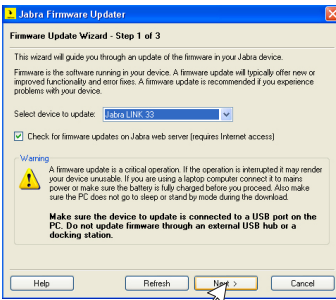 Jabra Firmware Updater
Firmware Update Wizard - Step 1 of 3
This wizard will guide you through an update of the firmware in your Jabra device.
Firmware is the software running in your device. A firmware update will typically offer new or
improved functionality and error fixes. A firmware update is recommended if you experience
problems with your device.
Select device to update: Jabra LINK 33
Check for firmware updates on Jabra web server (requires Internet access)
Warning
A firmware update is a critical operation. If the operation is interrupted it may render
your device unusable. If you are using a laptop computer connect it to mains
power or make sure the battery is fully charged before you proceed. Also make
sure the PC does not go to sleep or stand by mode during the download.
Make sure the device to update is connected to a USB port on the
PC. Do not update firmware through an external USB hub or a
docking station.
Help Refresh Next > Cancel